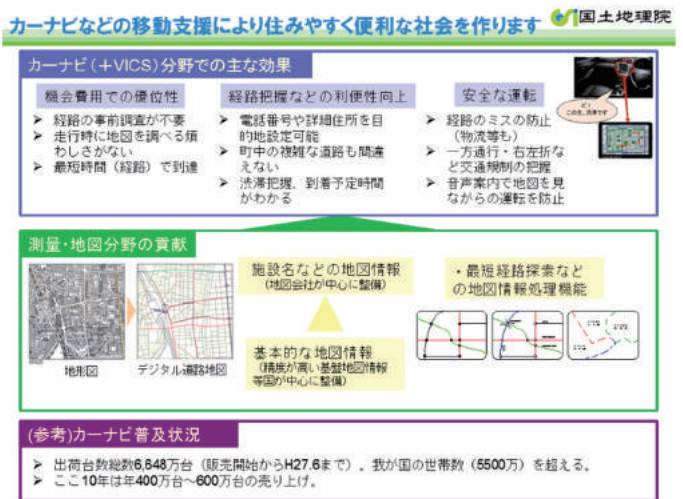 カーナビなどの移動支援により住みやすく便利な社会を作ります
国土地理院
カーナビ(+VICS)分野での主な効果
機会費用での優位性
➢ 経路の事前調査が不要
➢ 走行時に地図を調べる煩
わしさがない
➢ 最短時間(経路)で到達
経路把握などの利便性向上
➢ 電話番号や詳細住所を目
的地設定可能
➢ 町中の複雑な道路も間違
えない
➢ 渋滞把握、到着予定時間
がわかる
安全な運転
➢ 経路のミスの防止
(物流等も)
➢ 一方通行・右左折な
ど交通規制の把握
➢ 音声案内で地図を見
ながらの運転を防止
測量・地図分野の貢献
地形図
デジタル道路地図
施設名などの地図情報
(地図会社が中心に整備)
基本的な地図情報
(精度が高い基盤地図情報
等国が中心に整備)
・最短経路探索など
の地図情報処理機能
(参考)カーナビ普及状況
➢ 出荷台数総数6,648万台(販売開始からH27.6まで)。我が国の世帯数(5500万)を超える。
➢ ここ10年は年400万台~600万台の売り上げ。